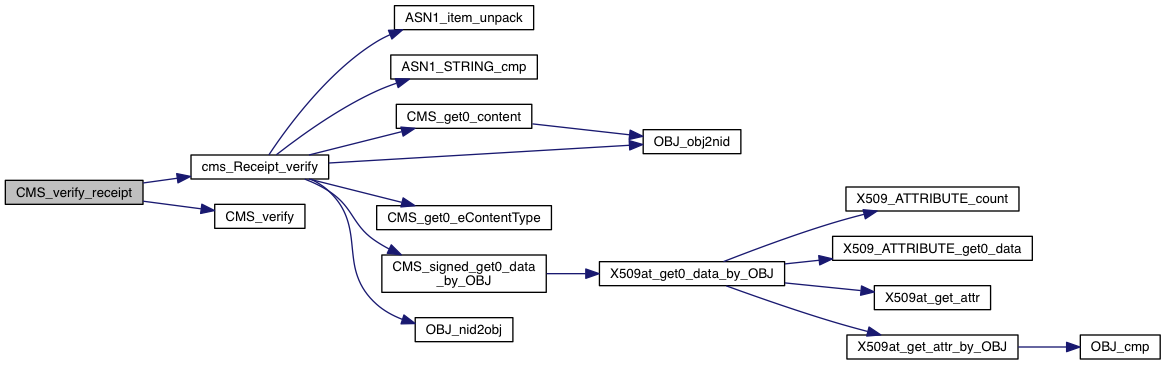 CMS_verify_receipt
cms_Receipt_verify
CMS_verify
ASN1_item_unpack
ASN1_STRING_cmp
CMS_get0_content
CMS_get0_eContentType
CMS_signed_get0_data
_by_OBJ
OBJ_nid2obj
OBJ_obj2nid
X509at_get0_data_by_OBJ
X509_ATTRIBUTE_count
X509_ATTRIBUTE_get0_data
X509at_get_attr
X509at_get_attr_by_OBJ
OBJ_cmp